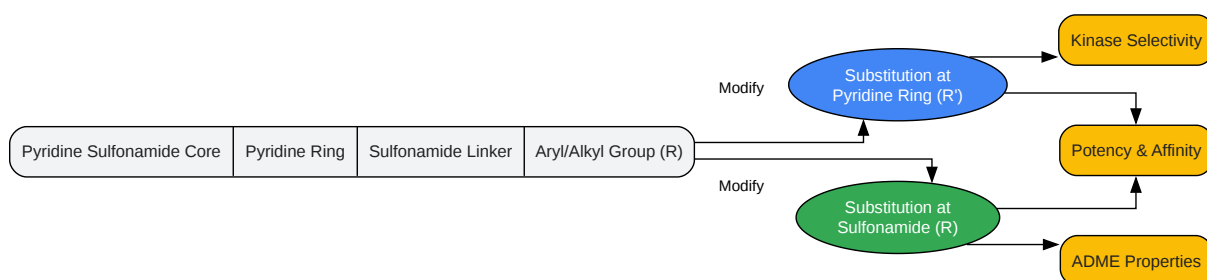 Pyridine Sulfonamide Core
Pyridine Ring
Sulfonamide Linker
Aryl/Alkyl Group (R)
Modify
Modify
Substitution at
Pyridine Ring (R')
Substitution at
Sulfonamide (R)
Kinase Selectivity
Potency & Affinity
ADME Properties